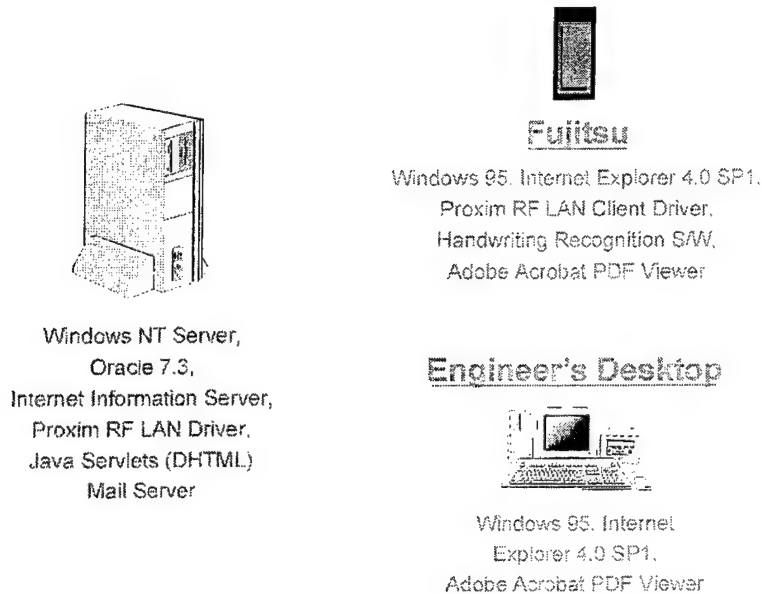 Windows NT Server,
Oracle 7.3,
Internet Information Server,
Proxim RF LAN Driver,
Java Servlets (DHTML)
Mail Server
Fujitsu
Windows 95, Internet Explorer 4.0 SP1,
Proxim RF LAN Client Driver,
Handwriting Recognition S/W,
Adobe Acrobat PDF Viewer
Engineer's Desktop
Windows 95, Internet
Explorer 4.0 SP1,
Adobe Acrobat PDF Viewer